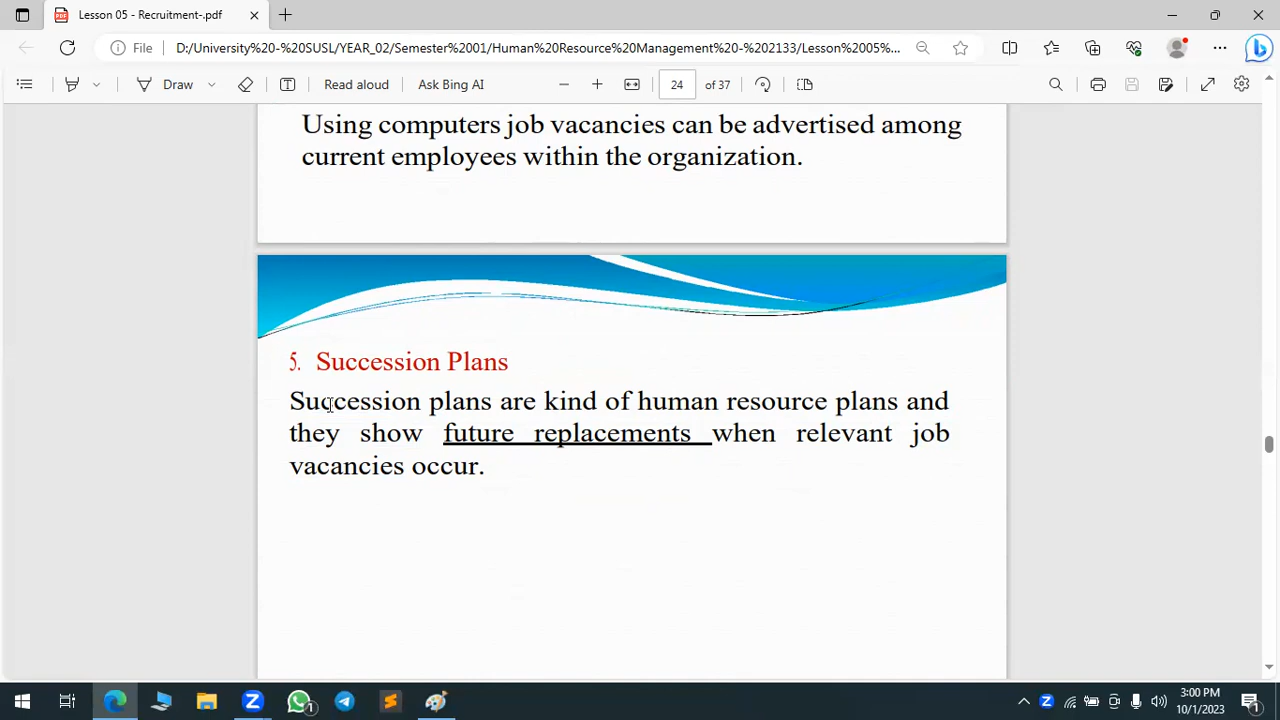 Lesson 05 - Recruitment-.pdf
File
D:/University%20-%20SUSL/YEAR_02/Semester%2001/Human%20Resource%20Management%20-%202133/Lesson%2005%...
Draw
Read aloud
Ask Bing AI
24
of 37
Using computers job vacancies can be advertised among
current employees within the organization.
5. Succession Plans
Succession plans are kind of human resource plans and
they show future replacements when relevant job
vacancies occur.
3:00 PM
10/1/2023